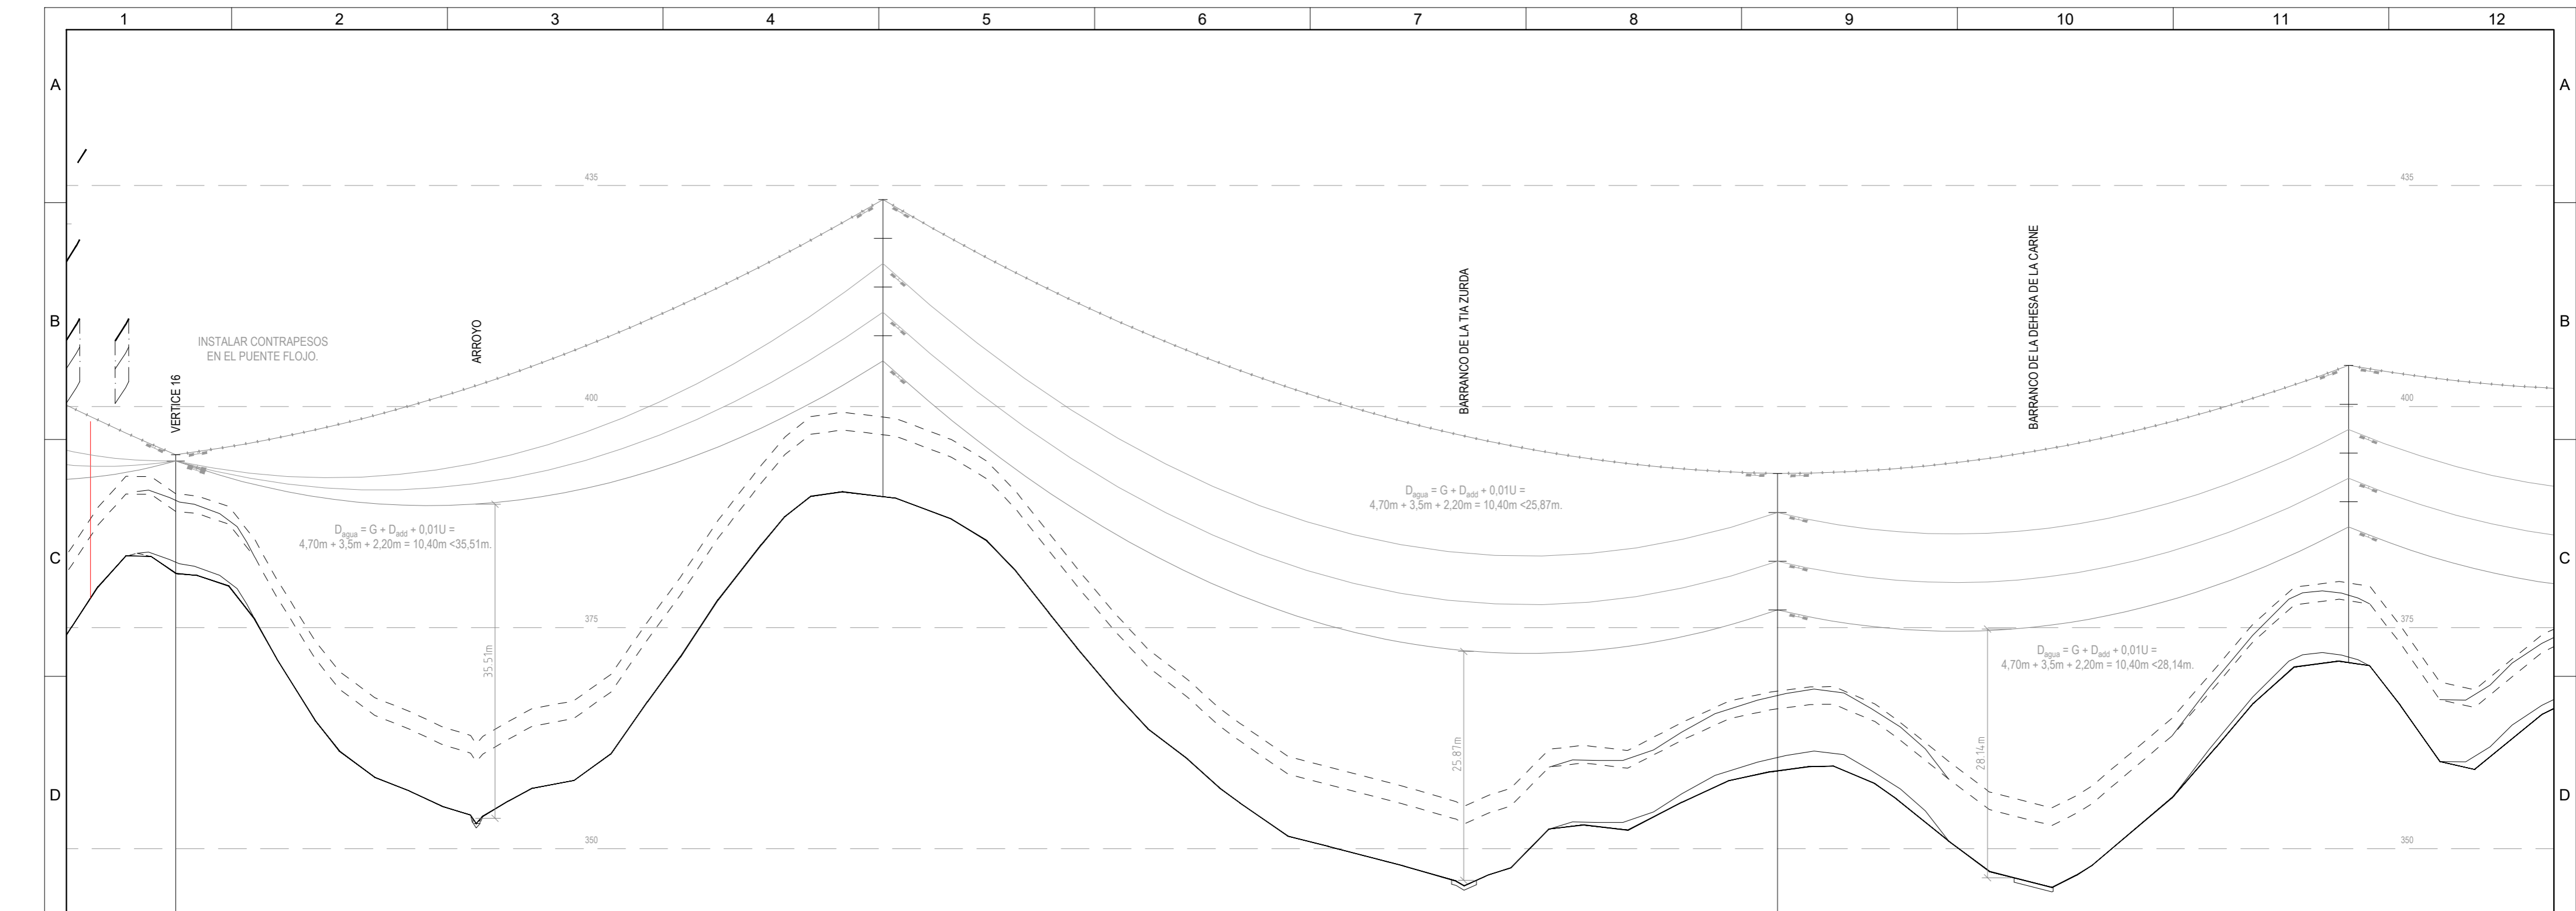 1 2 3 4 5 6 7 8 9 10 11 12
A A
435 435
B B
INSTALAR CONTRAPESOS
EN EL PUENTE FLOJO.
VERTICE 16
ARROYO
BARRANCO DE LA TIA ZURDA
BARRANCO DE LA DEHESA DE LA CARNE
400 400
C C
Dagua = G + Dadd + 0,01U =
4,70m + 3,5m + 2,20m = 10,40m <35,51m.
35.51m
Dagua = G + Dadd + 0,01U =
4,70m + 3,5m + 2,20m = 10,40m <25,87m.
25.87m
375 375
Dagua = G + Dadd + 0,01U =
4,70m + 3,5m + 2,20m = 10,40m <28,14m.
28.14m
D D
350 350